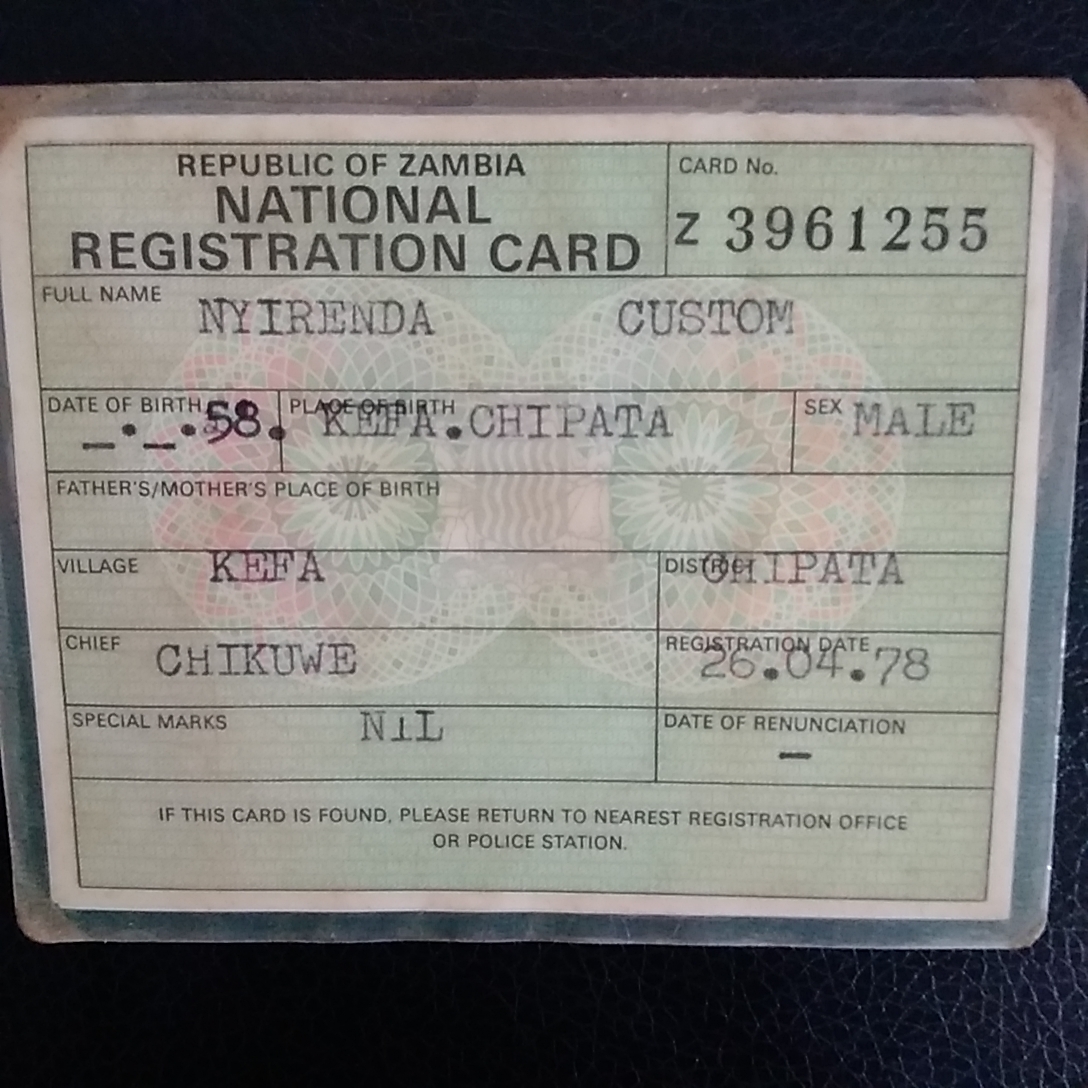 REPUBLIC OF ZAMBIA
NATIONAL
REGISTRATION CARD
CARD No.
Z 3961255
FULL NAME
NYIRENDA CUSTOM
DATE OF BIRTH
_._.58.
PLACE OF BIRTH
KEFA.CHIPATA
SEX
MALE
FATHER'S/MOTHER'S PLACE OF BIRTH
VILLAGE
KEFA
DISTRICT
CHIPATA
CHIEF
CHIKUWE
REGISTRATION DATE
26.04.78
SPECIAL MARKS
NiL
DATE OF RENUNCIATION
—
IF THIS CARD IS FOUND, PLEASE RETURN TO NEAREST REGISTRATION OFFICE
OR POLICE STATION.